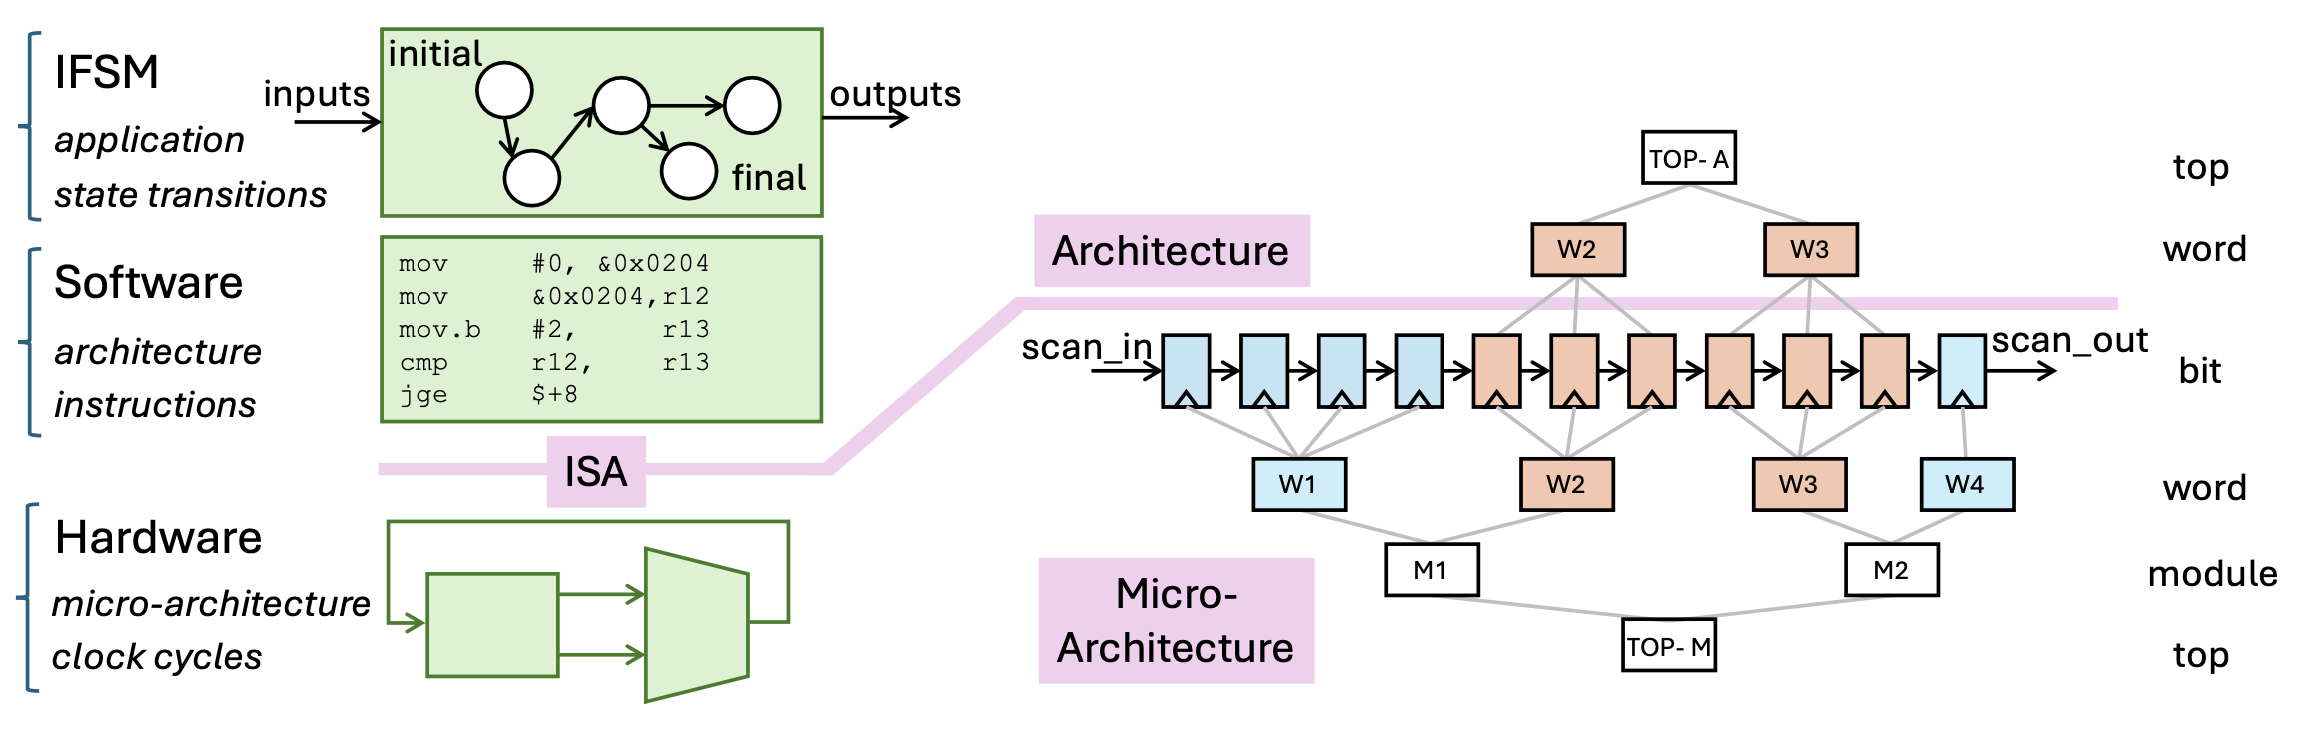 IFSM
application
state transitions
inputs
initial
final
outputs
Software
architecture
instructions
mov #0, &0x0204
mov &0x0204,r12
mov.b #2, r13
cmp r12, r13
jge $+8
ISA
Hardware
micro-architecture
clock cycles
Architecture
TOP- A
top
W2 W3
word
scan_in
scan_out
bit
W1 W2 W3 W4
word
M1 M2
module
Micro-
Architecture
TOP- M
top